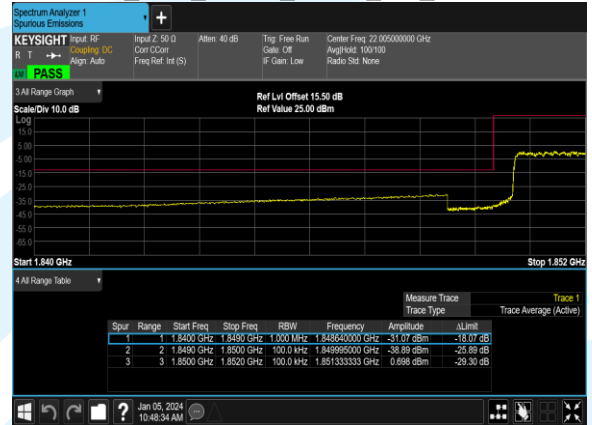 Spectrum Analyzer 1
Spurious Emissions
KEYSIGHT Input: RF Input Z: 50 Ω Atten: 40 dB Trig: Free Run Center Freq: 22.005000000 GHz
R T Coupling: DC Corr CCorr Gate: Off Avg|Hold: 100/100
Align: Auto Freq Ref: Int (S) IF Gain: Low Radio Std: None
PASS
3 All Range Graph
Ref Lvl Offset 15.50 dB
Scale/Div 10.0 dB Ref Value 25.00 dBm
Log
15.0
5.00
-5.00
-15.0
-25.0
-35.0
-45.0
-55.0
-65.0
Start 1.840 GHz Stop 1.852 GHz
4 All Range Table
Measure Trace Trace 1
Trace Type Trace Average (Active)
Spur Range Start Freq Stop Freq RBW Frequency Amplitude ΔLimit
1 1 1.8400 GHz 1.8490 GHz 1.000 MHz 1.848640000 GHz -31.07 dBm -18.07 dB
2 2 1.8490 GHz 1.8500 GHz 100.0 kHz 1.849995000 GHz -38.89 dBm -25.89 dB
3 3 1.8500 GHz 1.8520 GHz 100.0 kHz 1.851333333 GHz 0.698 dBm -29.30 dB
? Jan 05, 2024
10:48:34 AM